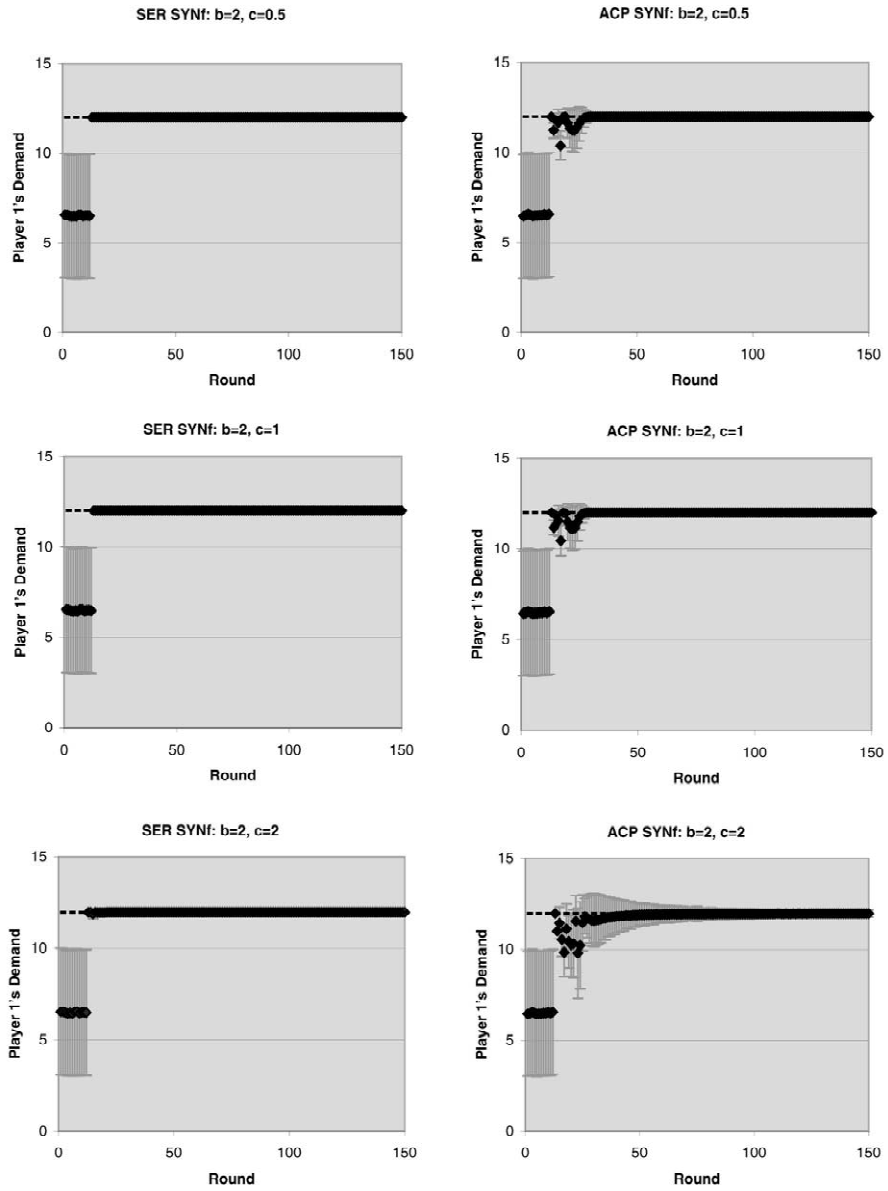 SER SYNf: b=2, c=0.5
15
10
5
0
Player 1's Demand
0 50 100 150
Round
ACP SYNf: b=2, c=0.5
15
10
5
0
Player 1's Demand
0 50 100 150
Round
SER SYNf: b=2, c=1
15
10
5
0
Player 1's Demand
0 50 100 150
Round
ACP SYNf: b=2, c=1
15
10
5
0
Player 1's Demand
0 50 100 150
Round
SER SYNf: b=2, c=2
15
10
5
0
Player 1's Demand
0 50 100 150
Round
ACP SYNf: b=2, c=2
15
10
5
0
Player 1's Demand
0 50 100 150
Round